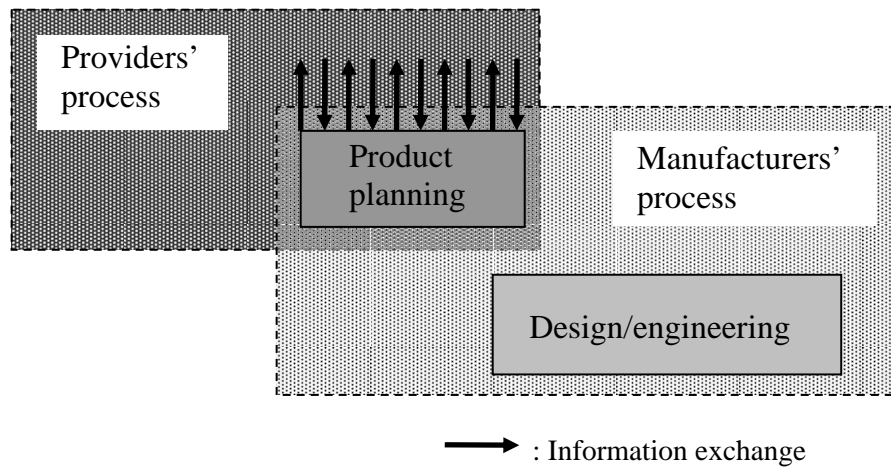 Providers’
process
Product
planning
Manufacturers’
process
Design/engineering
: Information exchange